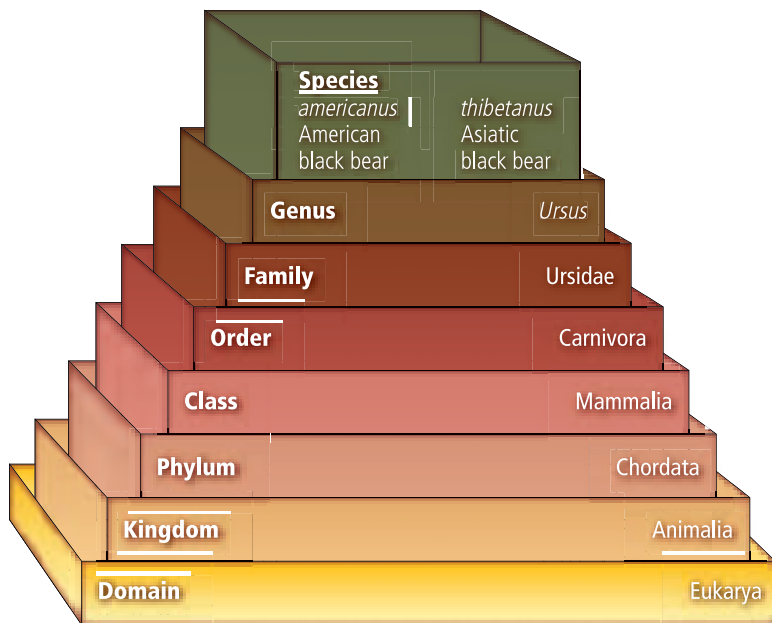 Species
americanus thibetanus
American Asiatic
black bear black bear
Genus Ursus
Family Ursidae
Order Carnivora
Class Mammalia
Phylum Chordata
Kingdom Animalia
Domain Eukarya